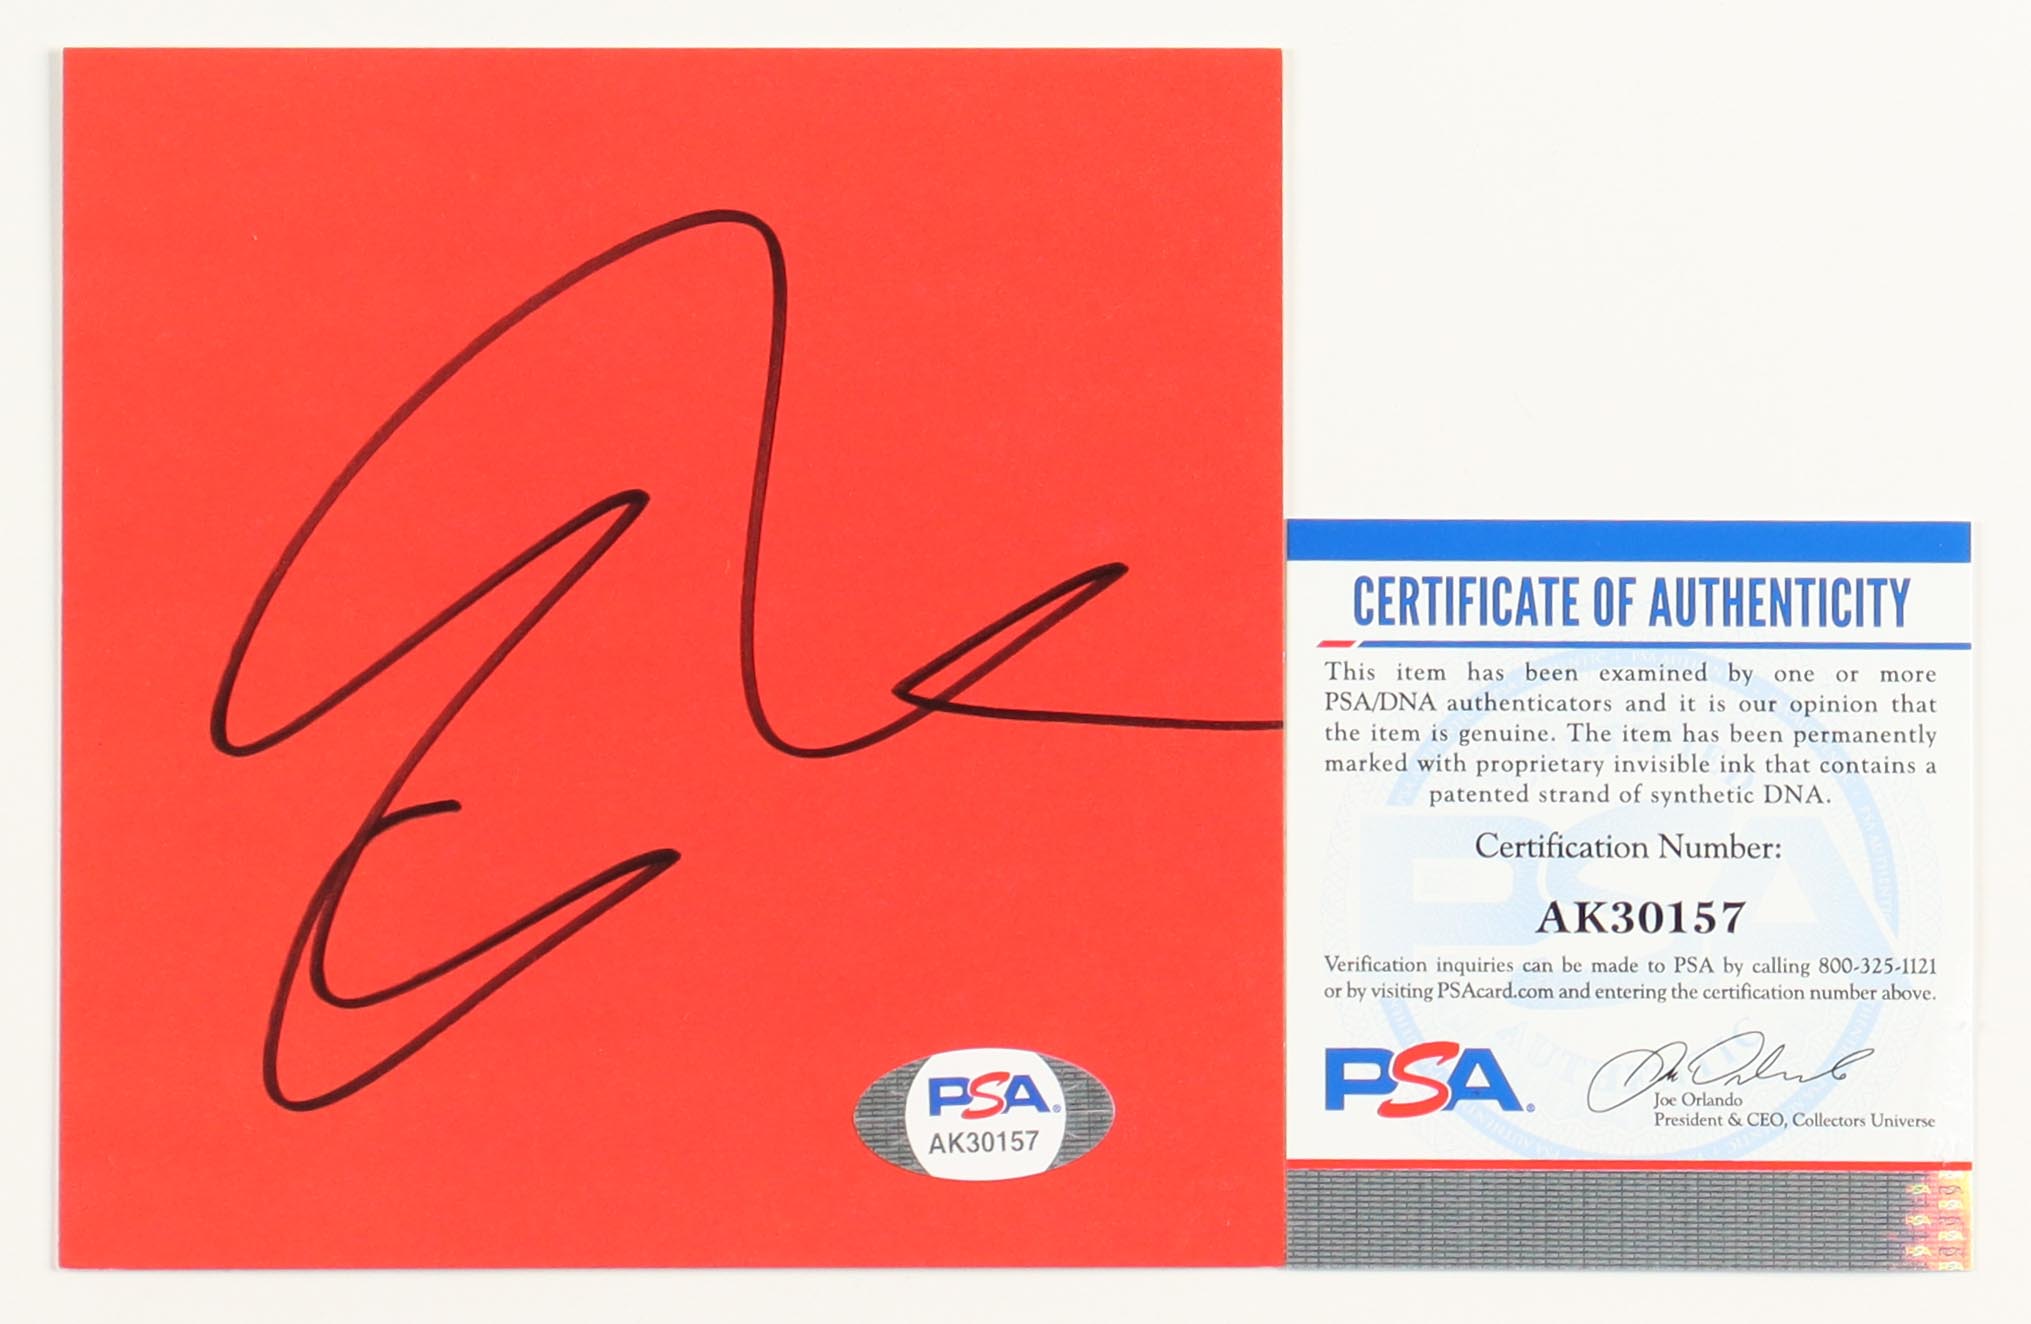 PSA
AK30157
CERTIFICATE OF AUTHENTICITY
This item has been examined by one or more
PSA/DNA authenticators and it is our opinion that
the item is genuine. The item has been permanently
marked with proprietary invisible ink that contains a
patented strand of synthetic DNA.
Certification Number:
AK30157
Verification inquiries can be made to PSA by calling 800-325-1121
or by visiting PSAcard.com and entering the certification number above.
PSA
Joe Orlando
President & CEO, Collectors Universe